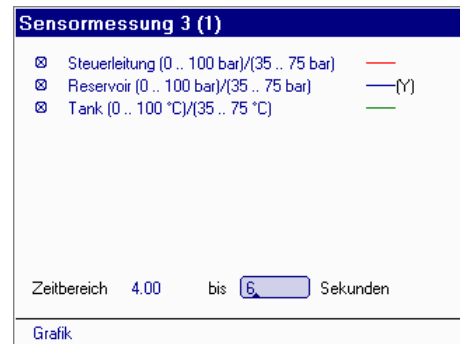 Sensormessung 3 (1)
Steuerleitung (0 .. 100 bar)/(35 .. 75 bar)
Reservoir (0 .. 100 bar)/(35 .. 75 bar) (Y)
Tank (0 .. 100 °C)/(35 .. 75 °C)
Zeitbereich 4.00 bis 6 Sekunden
Grafik